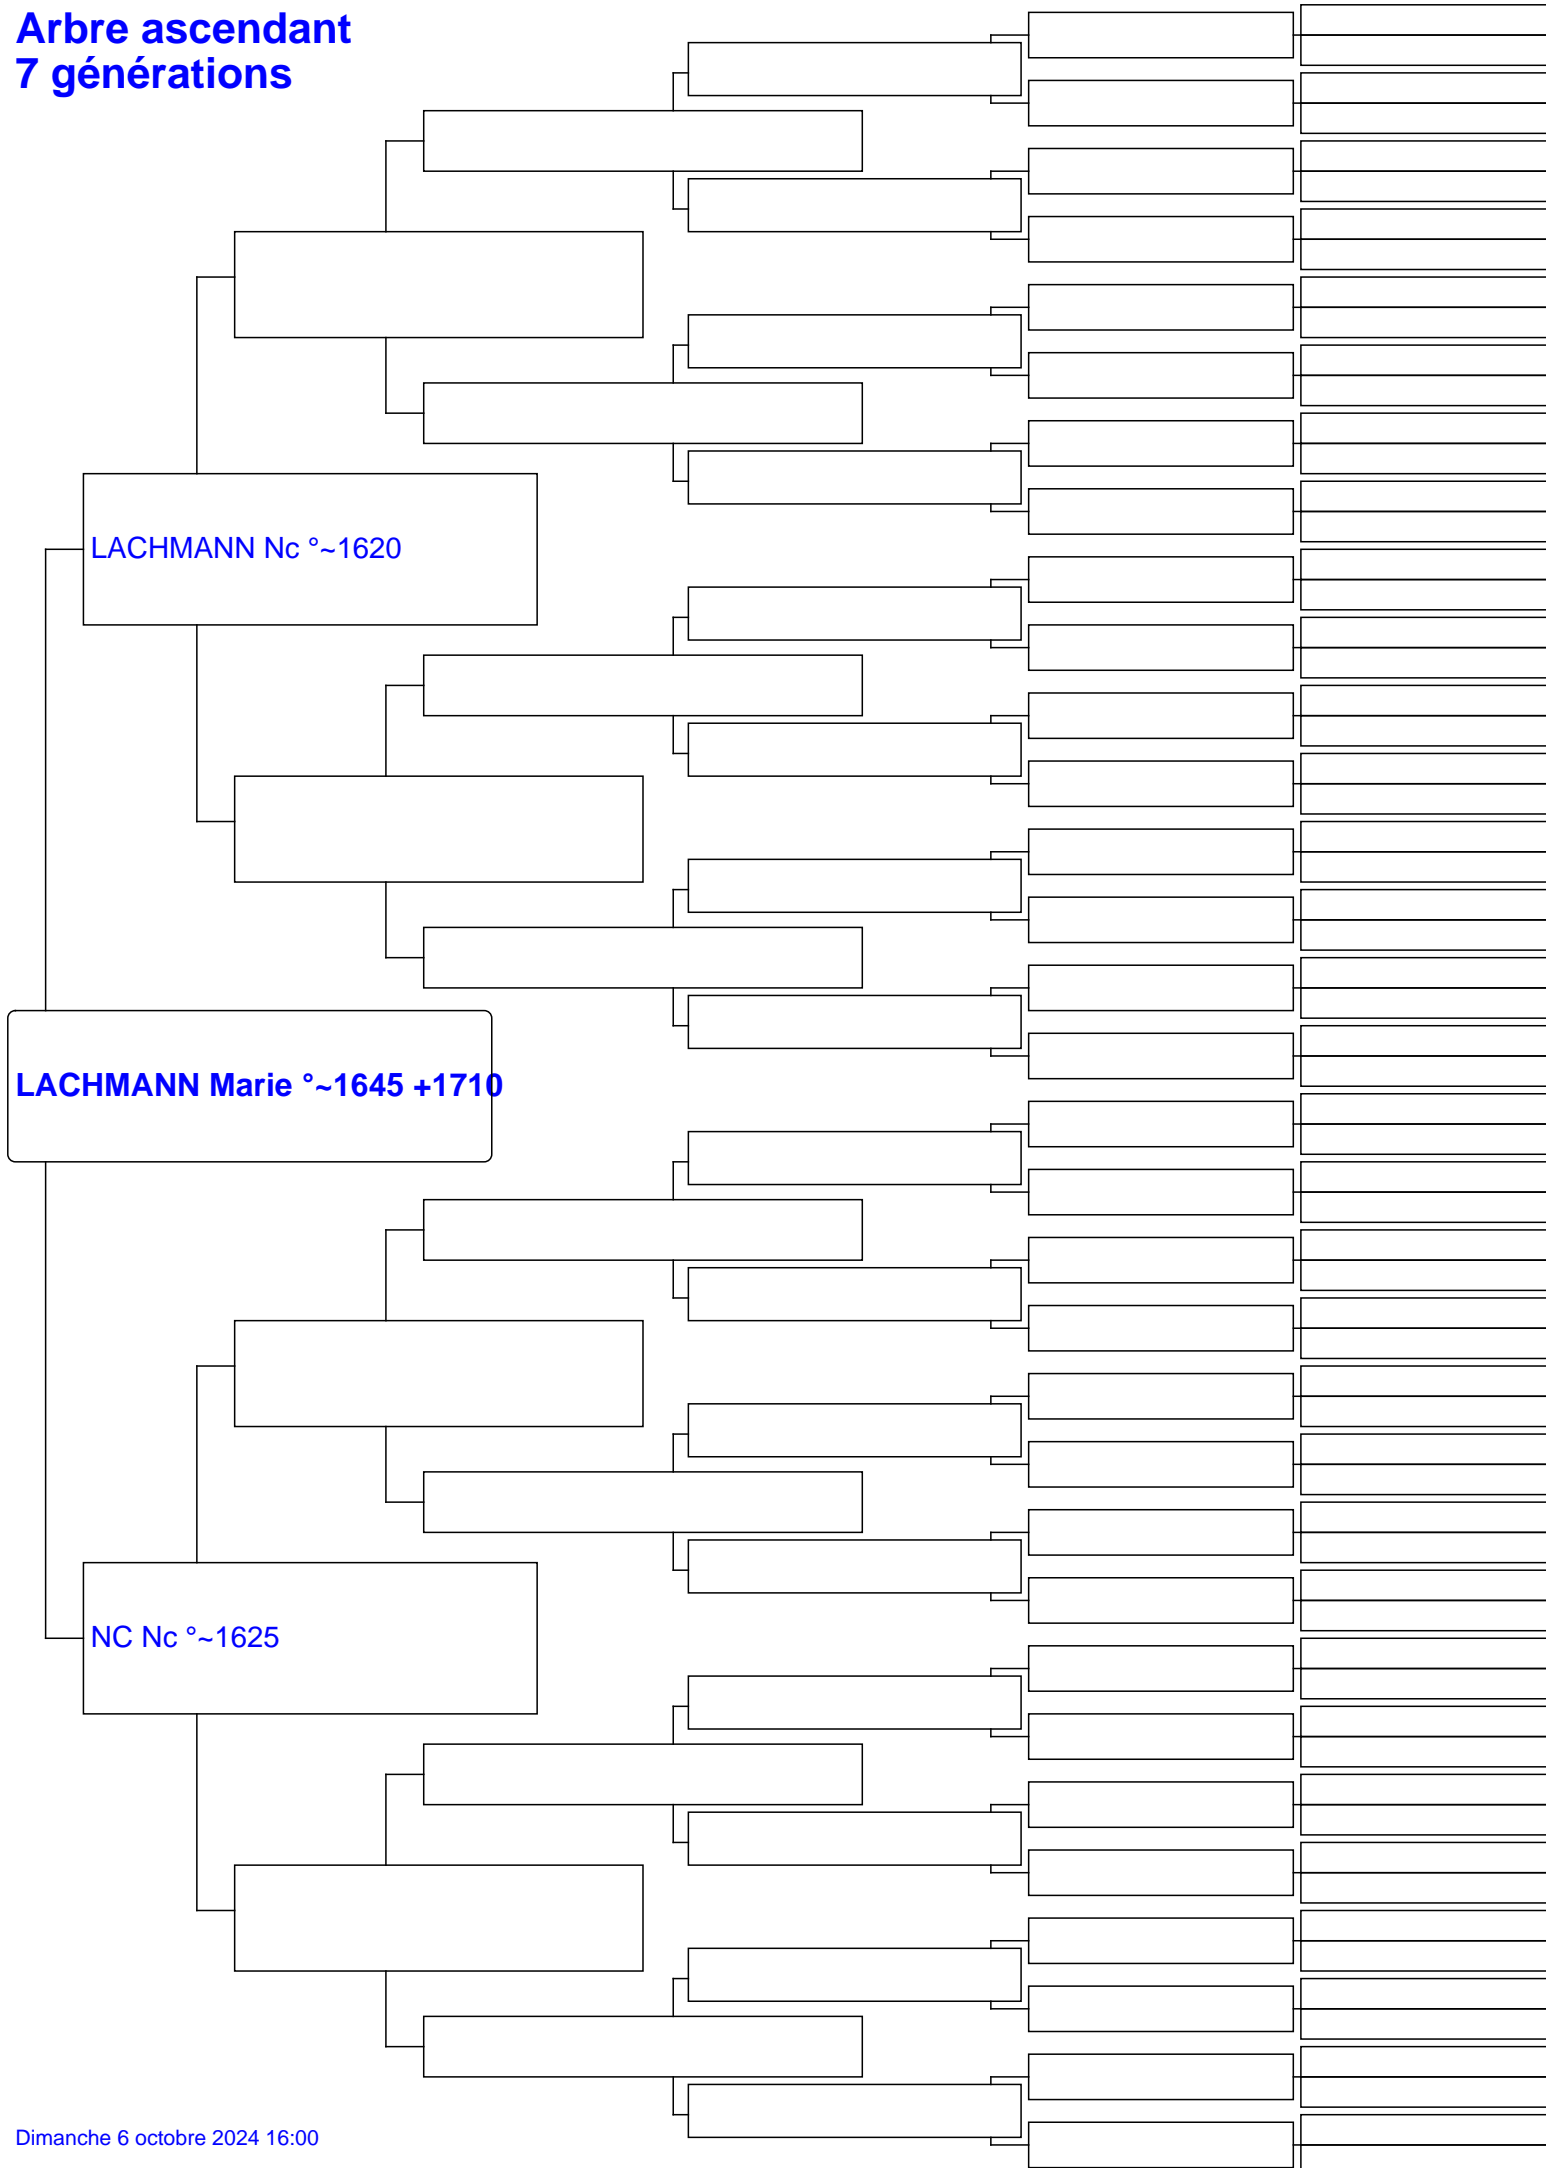 Arbre ascendant
7 générations
LACHMANN Nc °~1620
LACHMANN Marie °~1645 +1710
NC Nc °~1625
Dimanche 6 octobre 2024 16:00